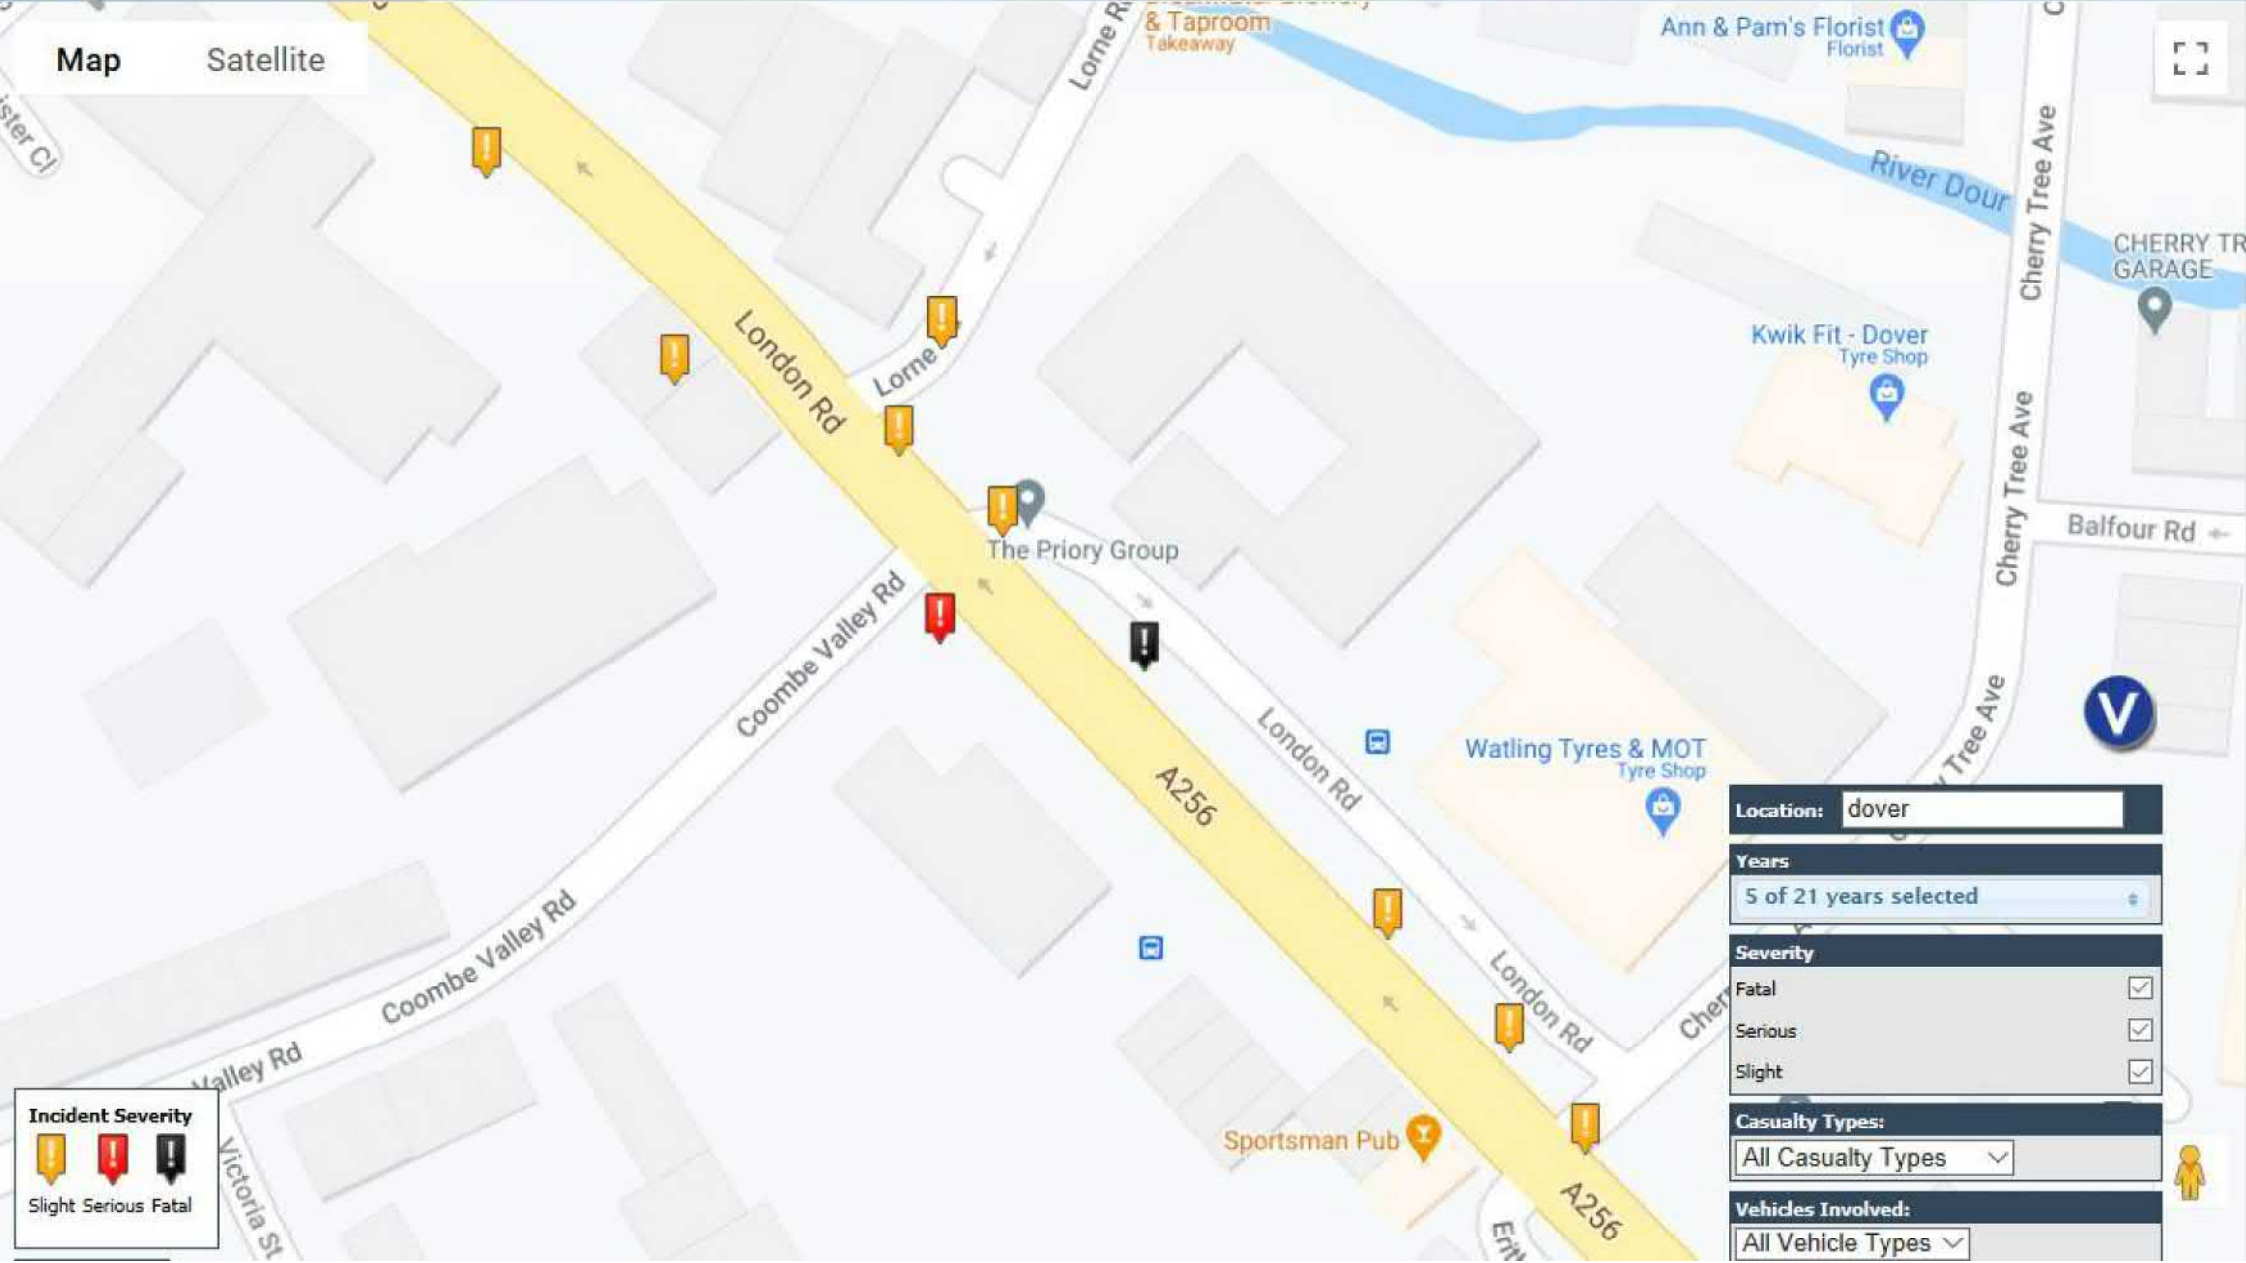 & Taproom
Takeaway
Ann & Pam's Florist
Florist
Map
Satellite
Lorne
River Dour
Cherry Tree Ave
CHERRY TR
GARAGE
Kwik Fit - Dover
Tyre Shop
London Rd
Lorne
Cherry Tree Ave
Balfour Rd
The Priory Group
Coombe Valley Rd
London Rd
A256
Watling Tyres & MOT
Tyre Shop
Tree Ave
V
Location: dover
Years
5 of 21 years selected
Severity
Fatal
Serious
Slight
Casualty Types:
All Casualty Types
Vehicles Involved:
All Vehicle Types
Coombe Valley Rd
London Rd
Cher
Valley Rd
Sportsman Pub
A256
Victoria St
Incident Severity
Slight Serious Fatal